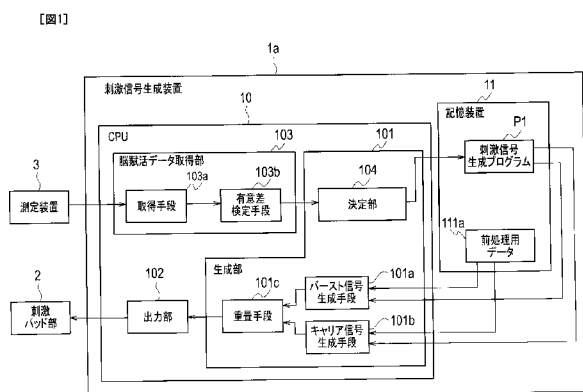 [図1]
1a
刺激信号生成装置
10
11
CPU
記憶装置
103
101
P1
脳賦活データ取得部
3
103a
103b
104
刺激信号
生成プログラム
測定装置
取得手段
有意差
検定手段
決定部
111a
前処理用
データ
生成部
2
102
101c
101a
バースト信号
生成手段
刺激
パッド部
出力部
重畳手段
101b
キャリア信号
生成手段